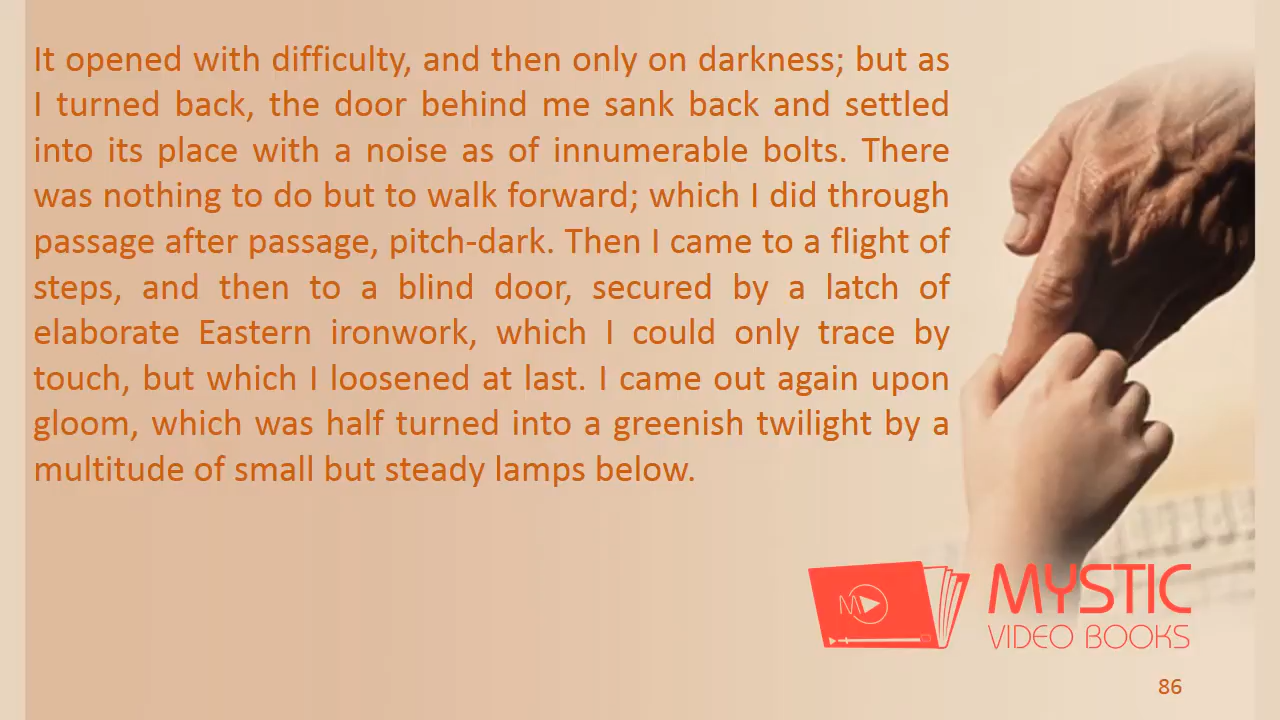 It opened with difficulty, and then only on darkness; but as
I turned back, the door behind me sank back and settled
into its place with a noise as of innumerable bolts. There
was nothing to do but to walk forward; which I did through
passage after passage, pitch-dark. Then I came to a flight of
steps, and then to a blind door, secured by a latch of
elaborate Eastern ironwork, which I could only trace by
touch, but which I loosened at last. I came out again upon
gloom, which was half turned into a greenish twilight by a
multitude of small but steady lamps below.
M
MYSTIC
VIDEO BOOKS
86